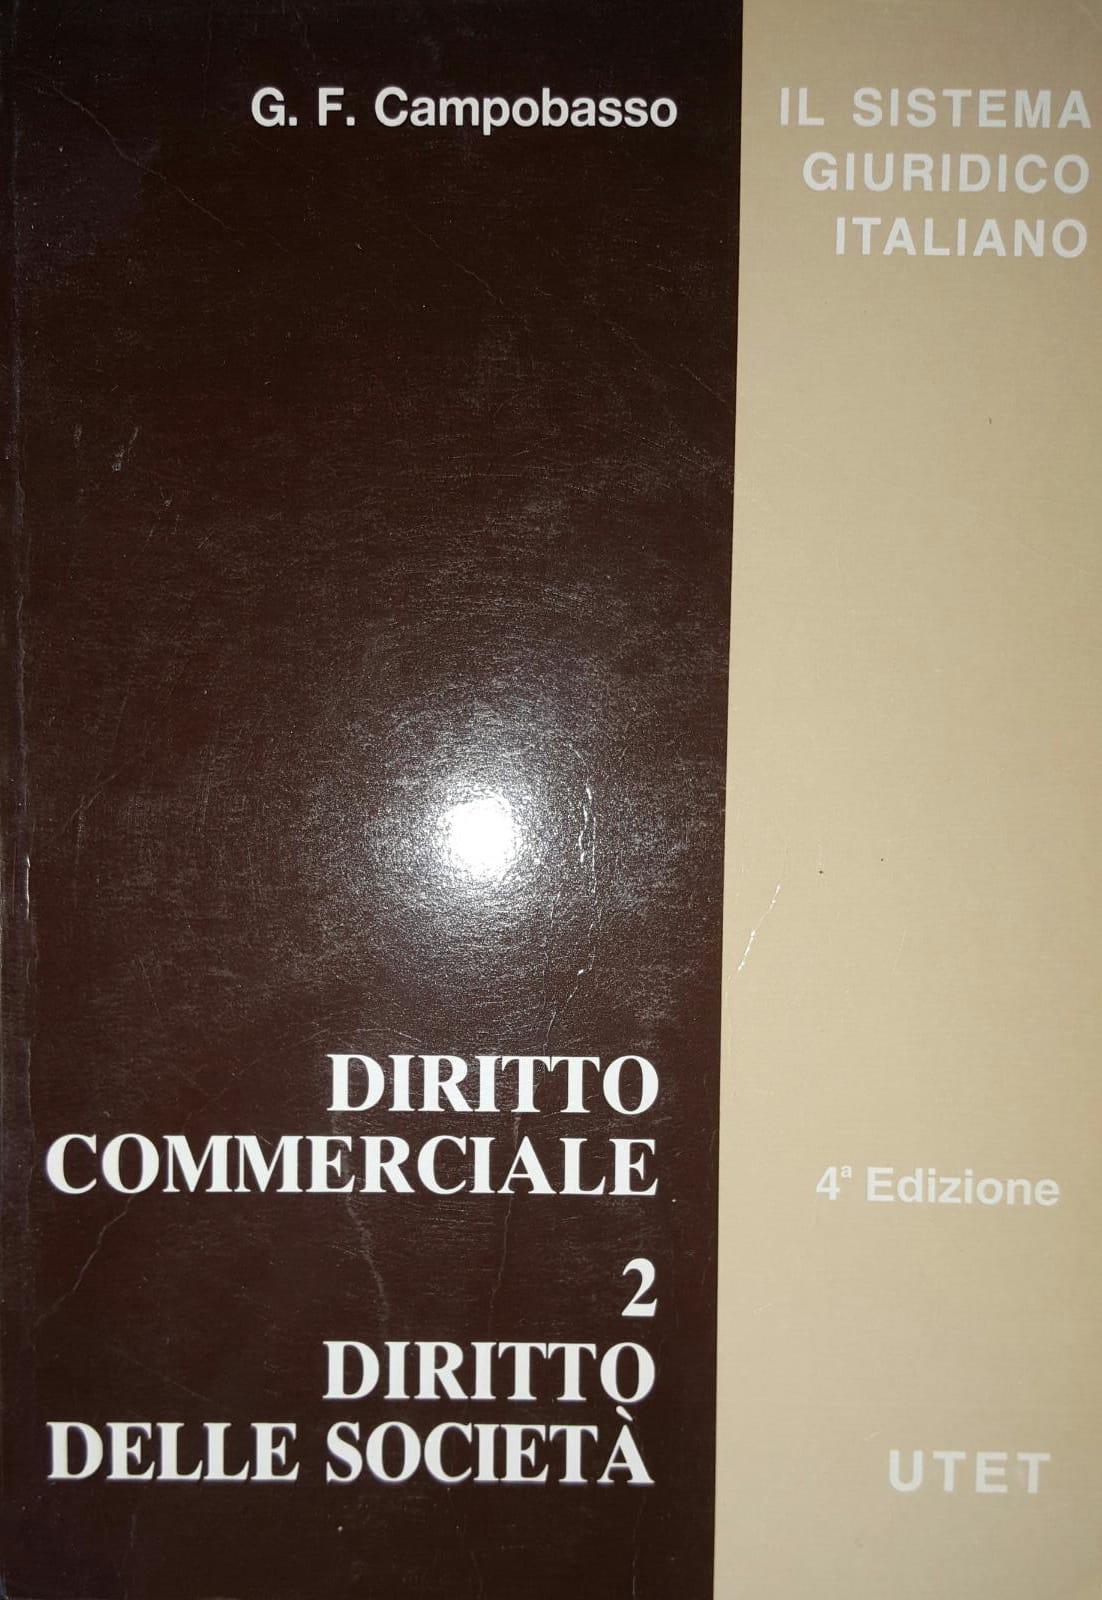 G. F. Campobasso
IL SISTEMA
GIURIDICO
ITALIANO
DIRITTO
COMMERCIALE
2
DIRITTO
DELLE SOCIETÀ
4ª Edizione
UTET